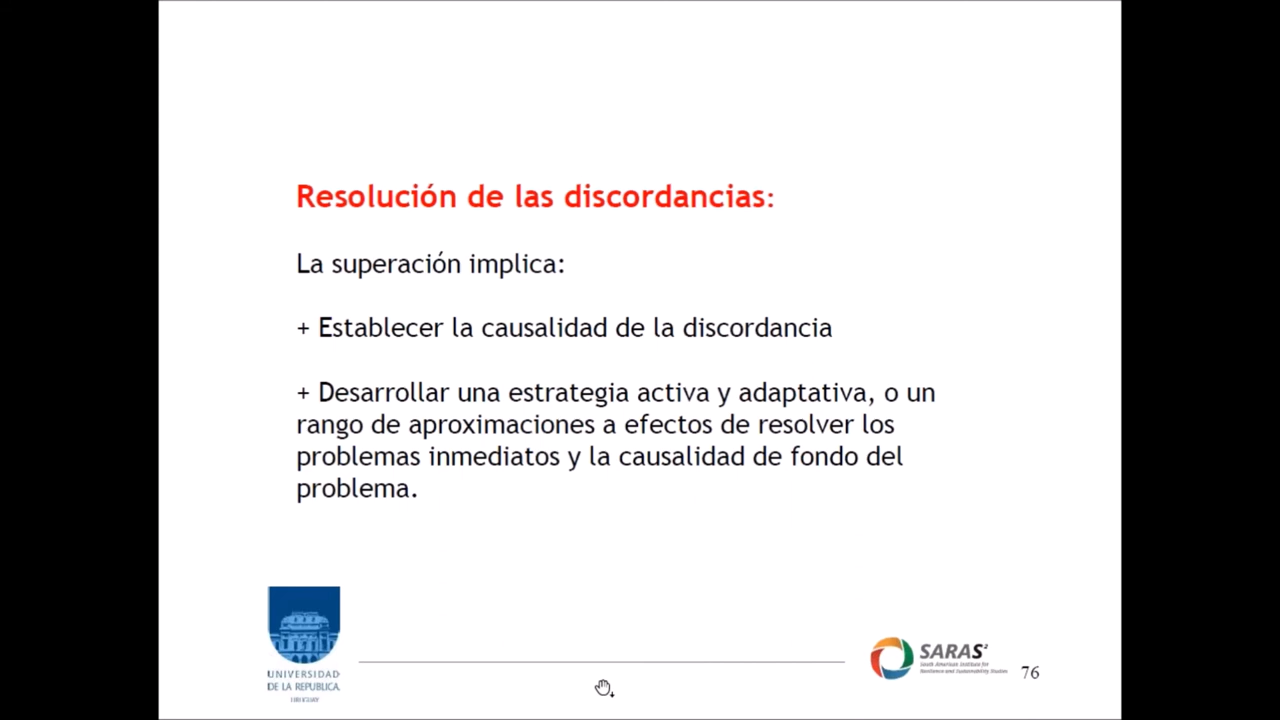 Resolución de las discordancias:
La superación implica:
+ Establecer la causalidad de la discordancia
+ Desarrollar una estrategia activa y adaptativa, o un
rango de aproximaciones a efectos de resolver los
problemas inmediatos y la causalidad de fondo del
problema.
UNIVERSIDAD
DE LA REPUBLICA
URUGUAY
SARAS²
South American Institute for
Resilience and Sustainability Studies
76